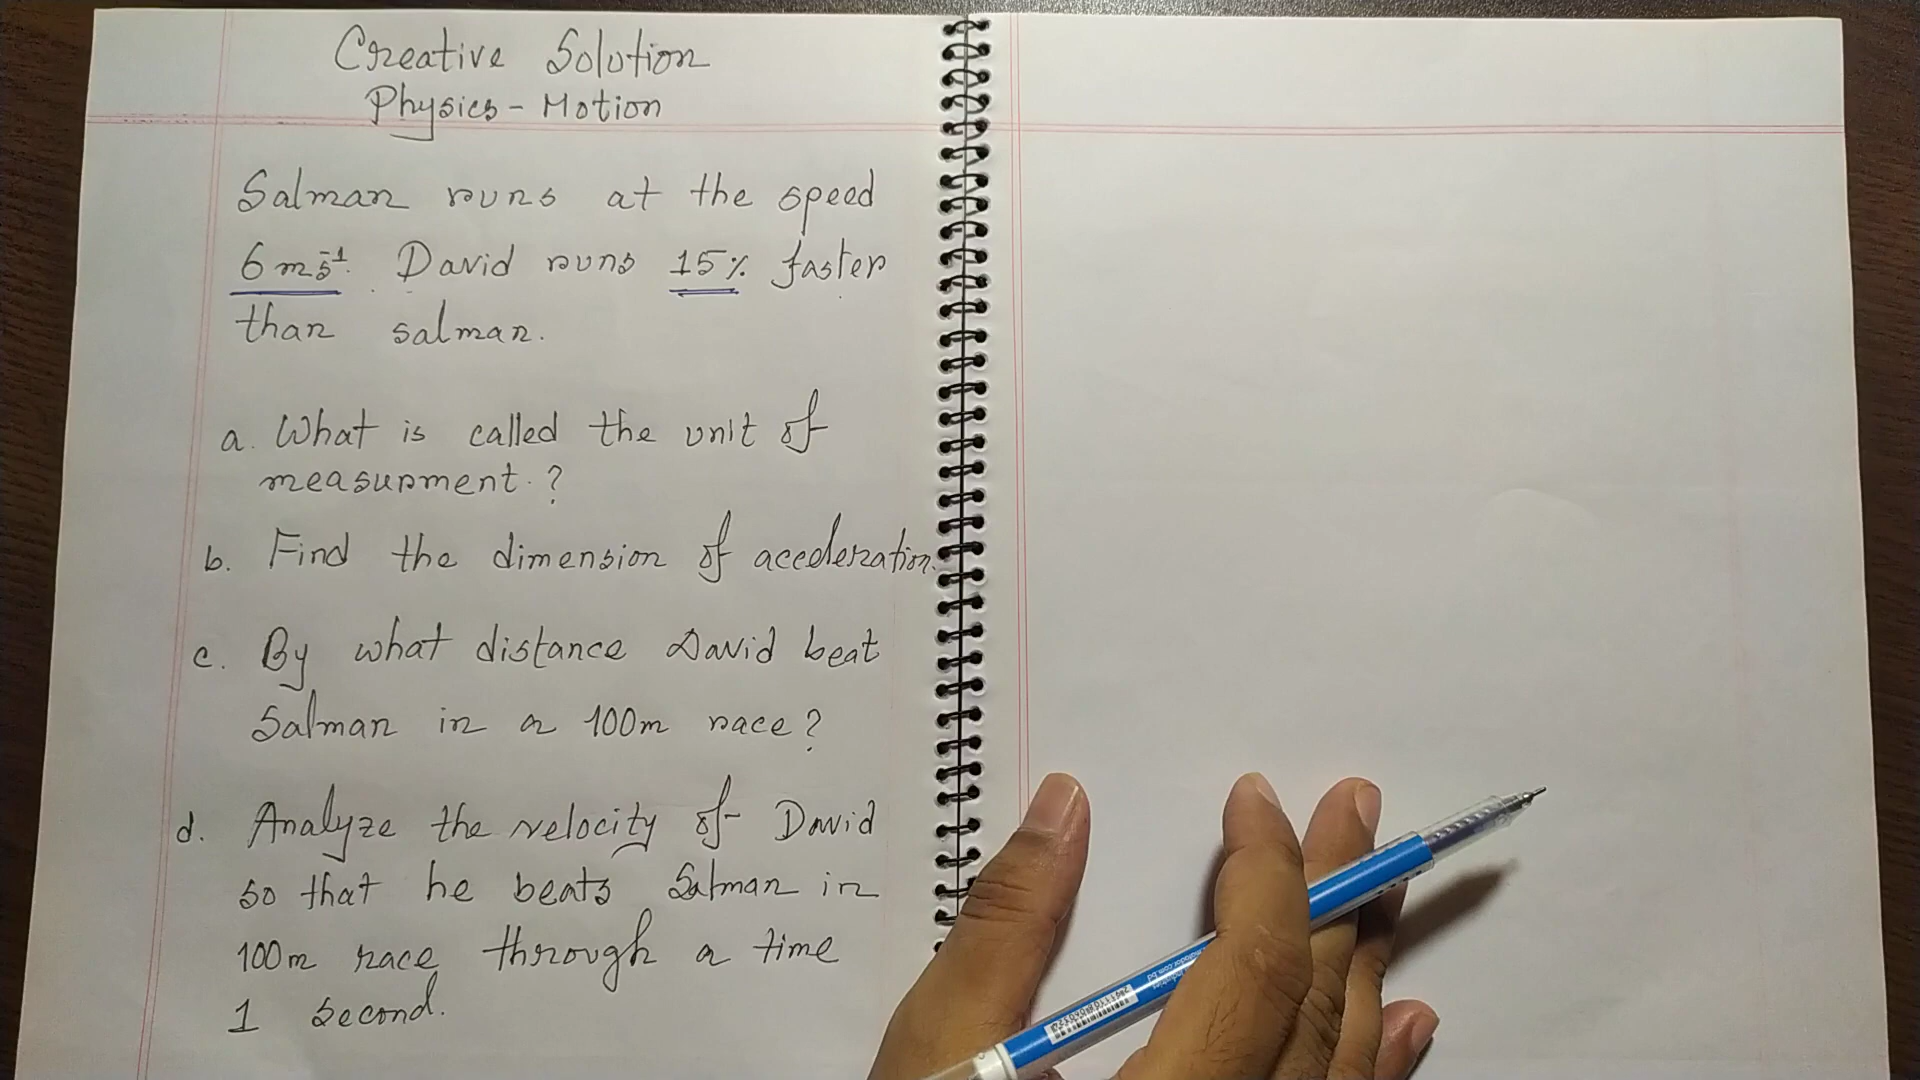 Creative Solution
Physics - Motion
Salman runs at the speed
6 ms⁻¹. David runs 15% faster
than salman.
a. What is called the unit of
measurment.?
b. Find the dimension of acceleration.
c. By what distance David beat
Salman in a 100m race?
d. Analyze the velocity of David
so that he beats Salman in
100m race through a time
1 second.